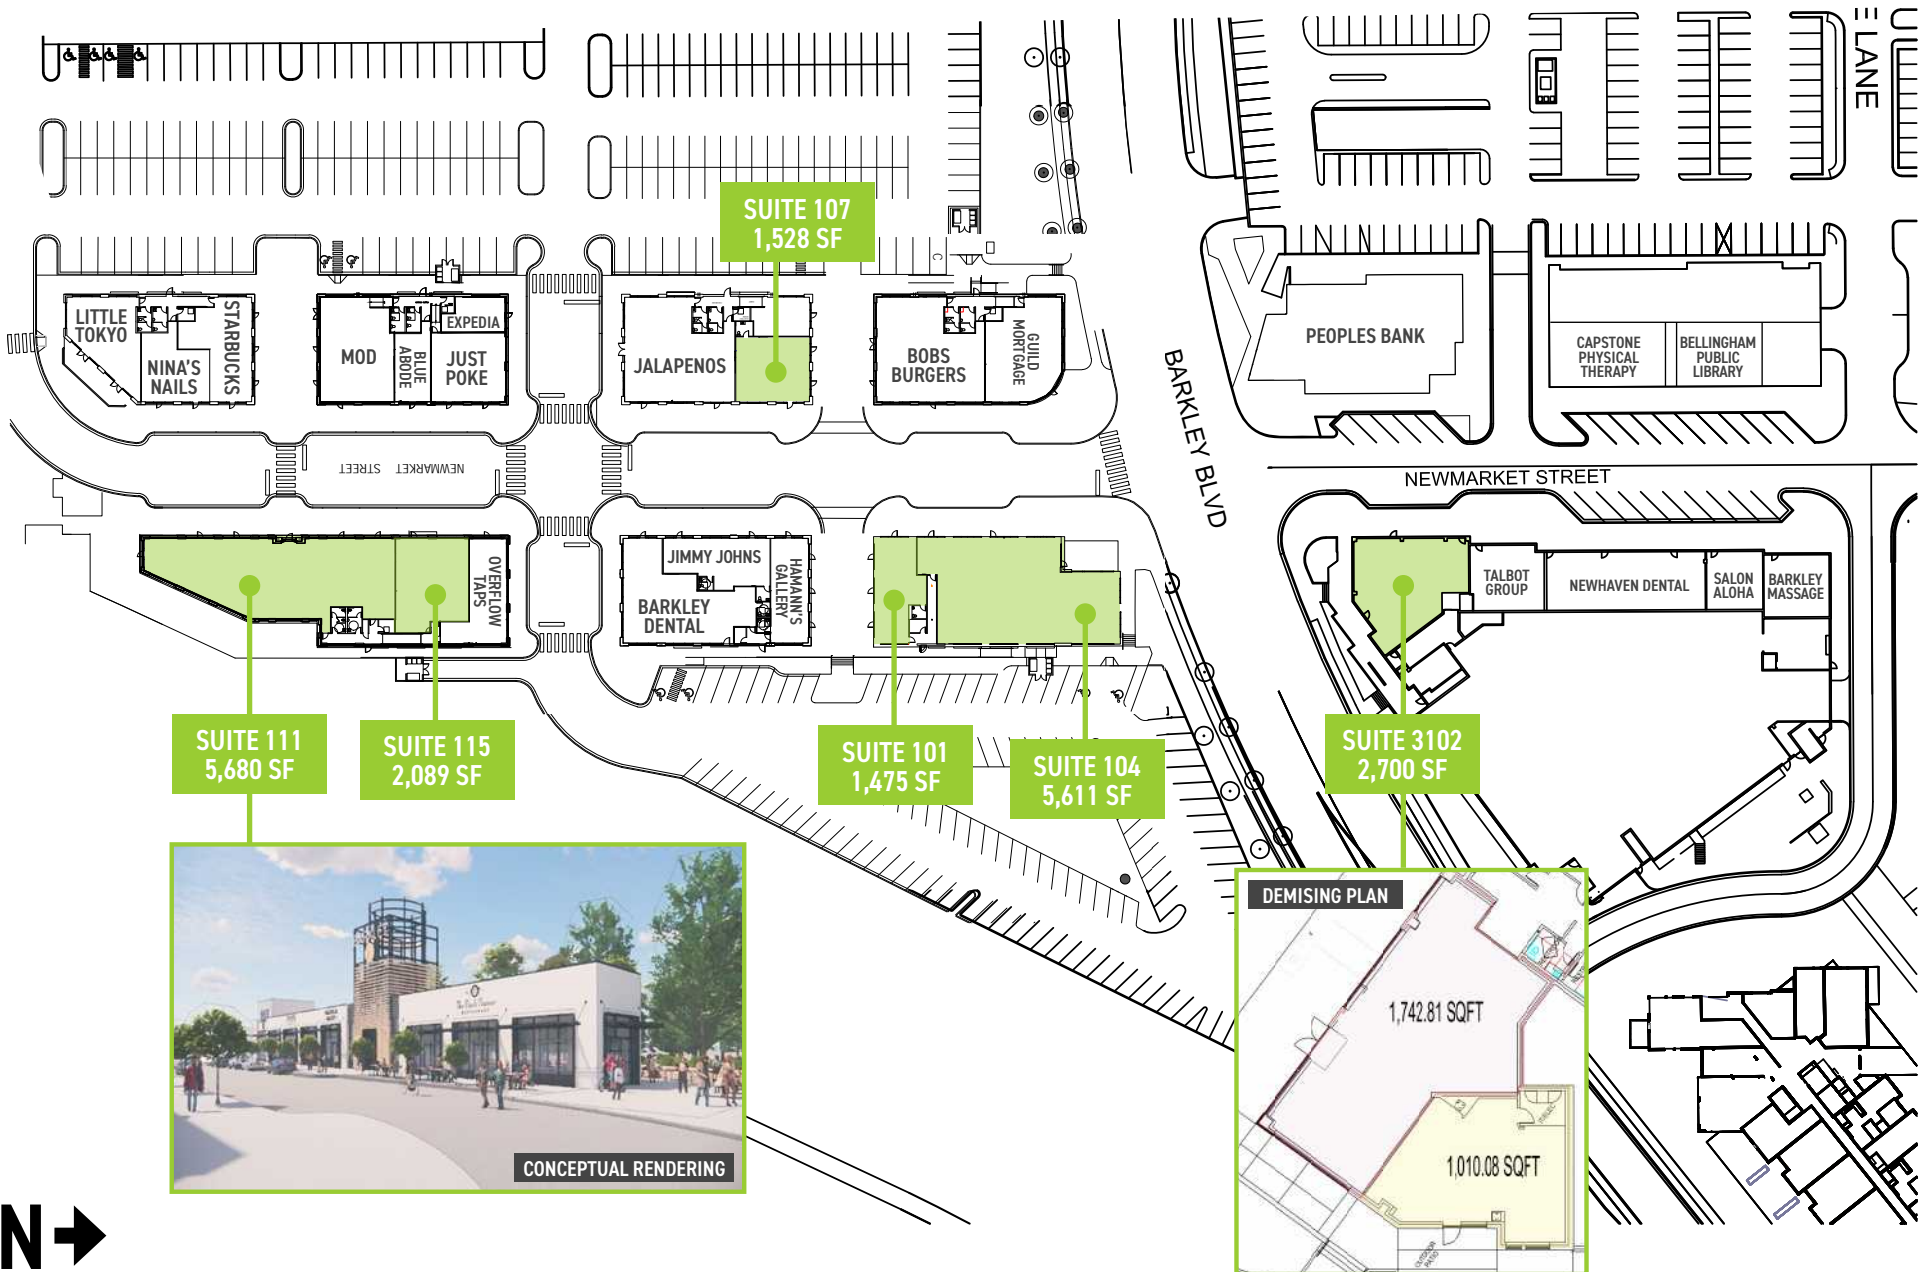 E LANE
SUITE 107
1,528 SF
C
LITTLE
TOKYO
NINA'S
NAILS
STARBUCKS
MOD
BLUE
ABODE
EXPEDIA
JUST
POKE
JALAPENOS
BOBS
BURGERS
GUILD
MORTGAGE
PEOPLES BANK
CAPSTONE
PHYSICAL
THERAPY
BELLINGHAM
PUBLIC
LIBRARY
BARKLEY BLVD
NEWMARKET STREET
NEWMARKET STREET
OVERFLOW
TAPS
JIMMY JOHNS
BARKLEY
DENTAL
HAMANN'S
GALLERY
TALBOT
GROUP
NEWHAVEN DENTAL
SALON
ALOHA
BARKLEY
MASSAGE
SUITE 111
5,680 SF
SUITE 115
2,089 SF
SUITE 101
1,475 SF
SUITE 104
5,611 SF
SUITE 3102
2,700 SF
CONCEPTUAL RENDERING
DEMISING PLAN
1,742.81 SQFT
1,010.08 SQFT
OUTDOOR
PATIO
N